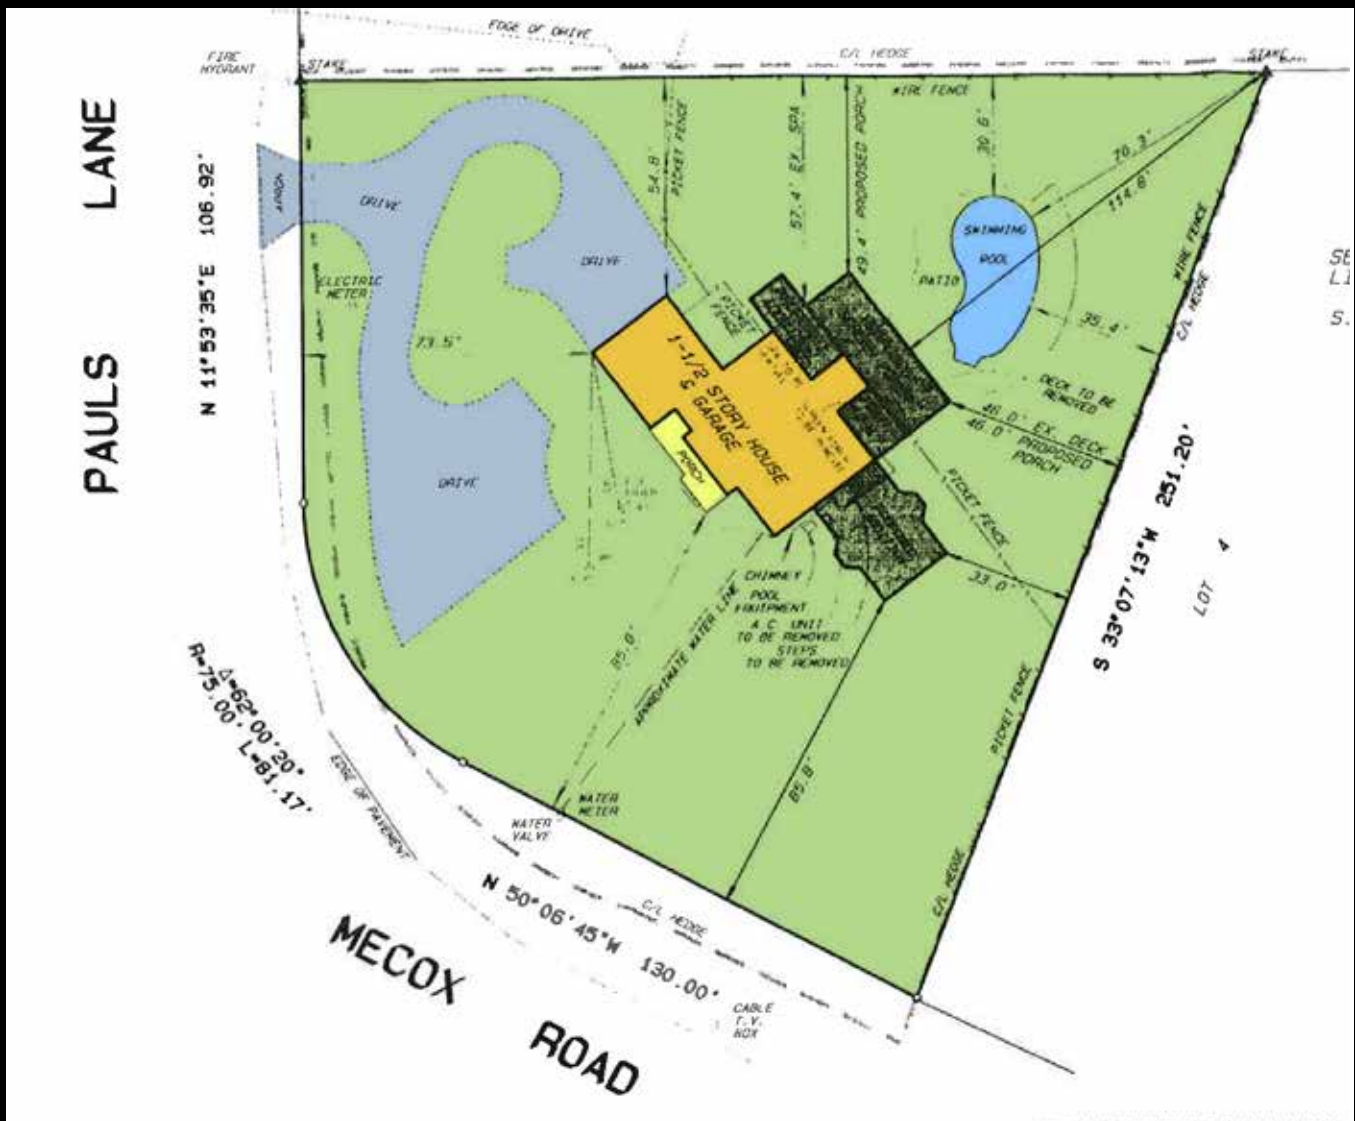 EDGE OF DRIVE
C/L HEDGE
FIRE
HYDRANT
STAKE
STAKE
WIRE FENCE
PAULS LANE
N 11°53'35"E 106.92'
APRON
DRIVE
54.8'
PICKET FENCE
57.4' EX. SPA
49.4' PROPOSED PORCH
30.6'
70.3'
114.8'
SWIMMING
POOL
PATIO
WIRE FENCE
C/L HEDGE
SE
LI
S.
ELECTRIC
METER
DRIVE
PICKET
FENCE
73.5'
35.4'
1-1/2 STORY HOUSE
& GARAGE
DECK TO BE
REMOVED
46.0' EX. DECK
46.0' PROPOSED
PORCH
PORCH
DRIVE
PICKET FENCE
S 33°07'13"W 251.20'
LOT 4
33.0'
CHIMNEY
POOL
EQUIPMENT
A.C. UNIT
TO BE REMOVED
STEPS
TO BE REMOVED
85.0'
APPROXIMATE WATER LINE
PICKET FENCE
Δ=62°00'20"
R=75.00' L=81.17'
EDGE OF PAVEMENT
85.8'
WATER
METER
WATER
VALVE
C/L HEDGE
C/L HEDGE
N 50°06'45"W 130.00'
MECOX ROAD
CABLE
T.V.
BOX